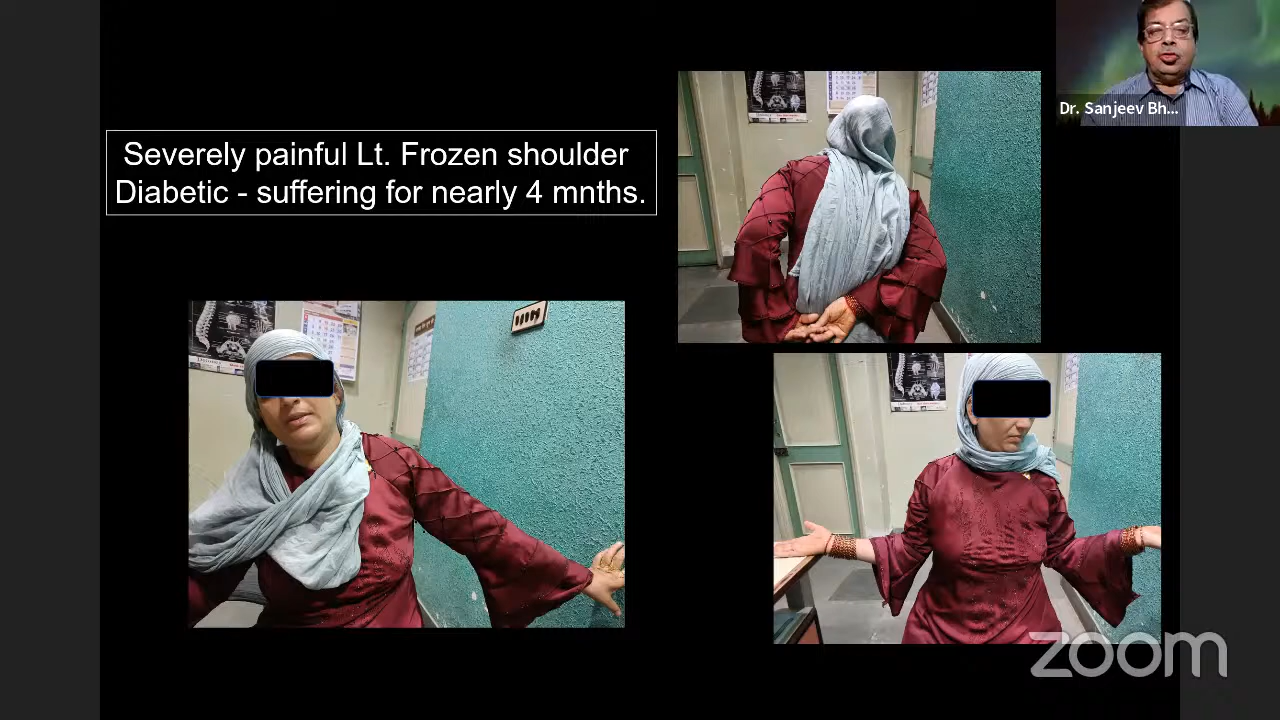 Dr. Sanjeev Bh...
Severely painful Lt. Frozen shoulder
Diabetic - suffering for nearly 4 mnths.
zoom